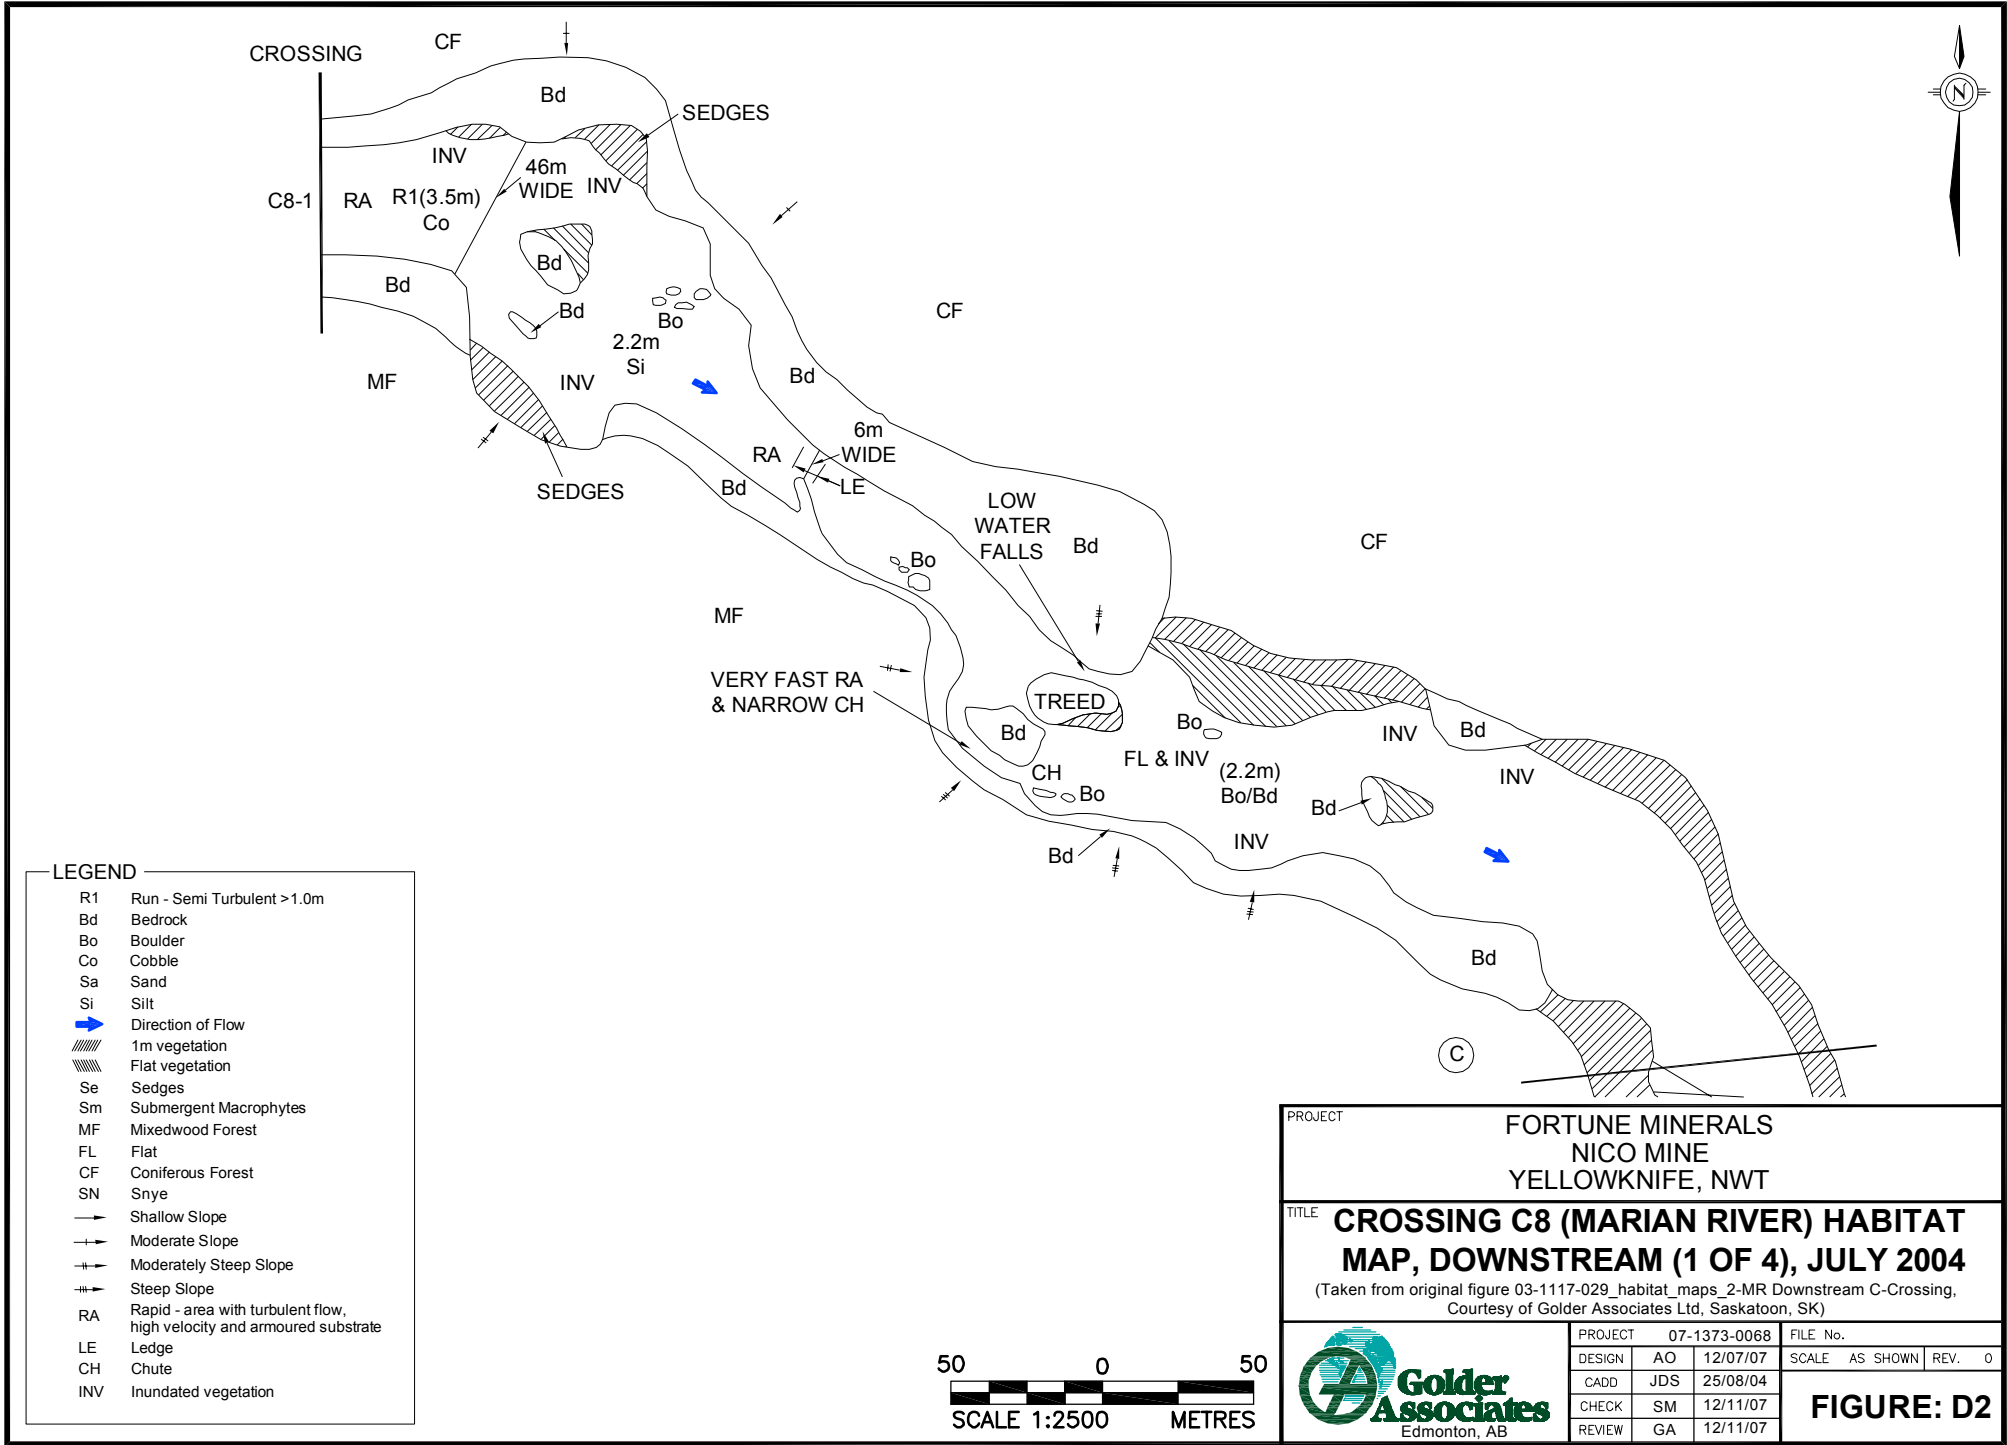 CROSSING
CF
Bd
SEDGES
INV
46m
WIDE
INV
C8-1
RA
R1(3.5m)
Co
Bd
Bd
Bd
Bo
2.2m
Si
CF
MF
INV
Bd
6m
WIDE
RA
LE
SEDGES
Bd
LOW
WATER
FALLS
Bd
CF
Bo
MF
VERY FAST RA
& NARROW CH
TREED
Bd
Bo
INV
Bd
CH
FL & INV
(2.2m)
Bo/Bd
INV
Bo
Bd
INV
Bd
Bd
C
N
LEGEND
R1 Run - Semi Turbulent >1.0m
Bd Bedrock
Bo Boulder
Co Cobble
Sa Sand
Si Silt
Direction of Flow
1m vegetation
Flat vegetation
Se Sedges
Sm Submergent Macrophytes
MF Mixedwood Forest
FL Flat
CF Coniferous Forest
SN Snye
Shallow Slope
Moderate Slope
Moderately Steep Slope
Steep Slope
RA Rapid - area with turbulent flow,
high velocity and armoured substrate
LE Ledge
CH Chute
INV Inundated vegetation
50 0 50
SCALE 1:2500 METRES
PROJECT
FORTUNE MINERALS
NICO MINE
YELLOWKNIFE, NWT
TITLE
CROSSING C8 (MARIAN RIVER) HABITAT
MAP, DOWNSTREAM (1 OF 4), JULY 2004
(Taken from original figure 03-1117-029_habitat_maps_2-MR Downstream C-Crossing,
Courtesy of Golder Associates Ltd, Saskatoon, SK)
Golder
Associates
Edmonton, AB
PROJECT 07-1373-0068 FILE No.
DESIGN AO 12/07/07 SCALE AS SHOWN REV. 0
CADD JDS 25/08/04
CHECK SM 12/11/07
REVIEW GA 12/11/07
FIGURE: D2